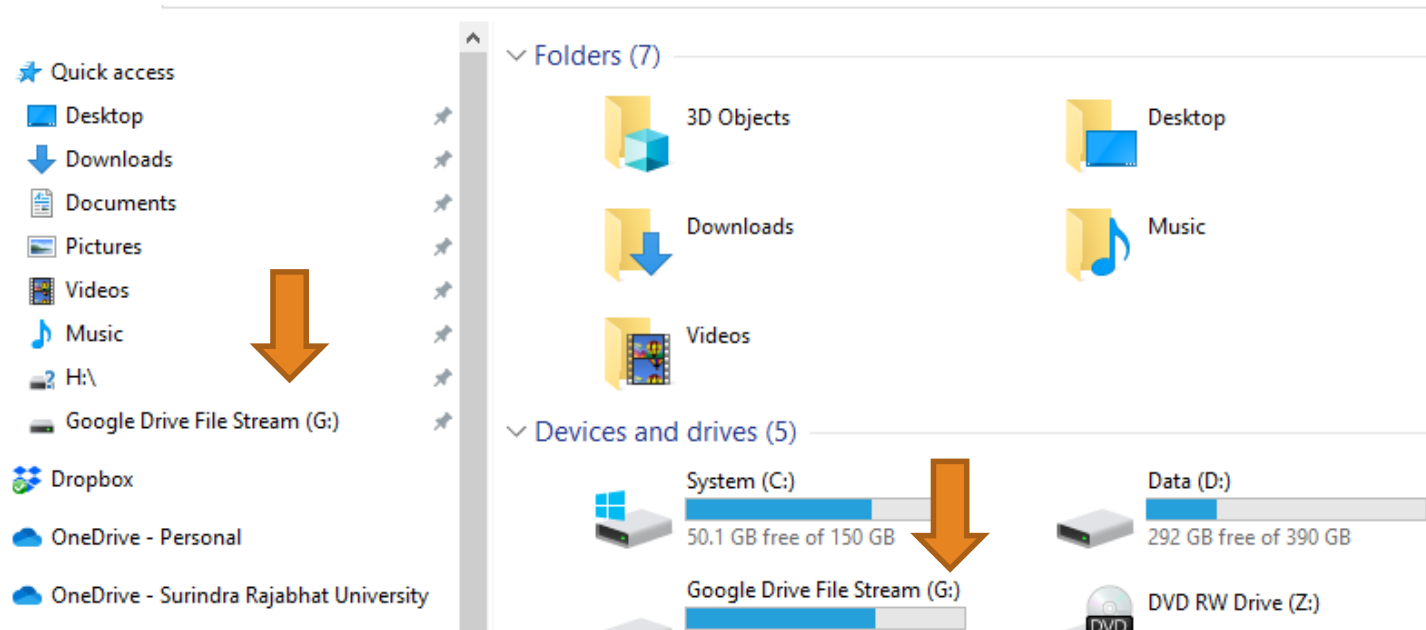 Quick access
Desktop
Downloads
Documents
Pictures
Videos
Music
H:\
Google Drive File Stream (G:)
Dropbox
OneDrive - Personal
OneDrive - Surindra Rajabhat University
Folders (7)
3D Objects
Desktop
Downloads
Music
Videos
Devices and drives (5)
System (C:)
50.1 GB free of 150 GB
Data (D:)
292 GB free of 390 GB
Google Drive File Stream (G:)
DVD RW Drive (Z:)
DVD